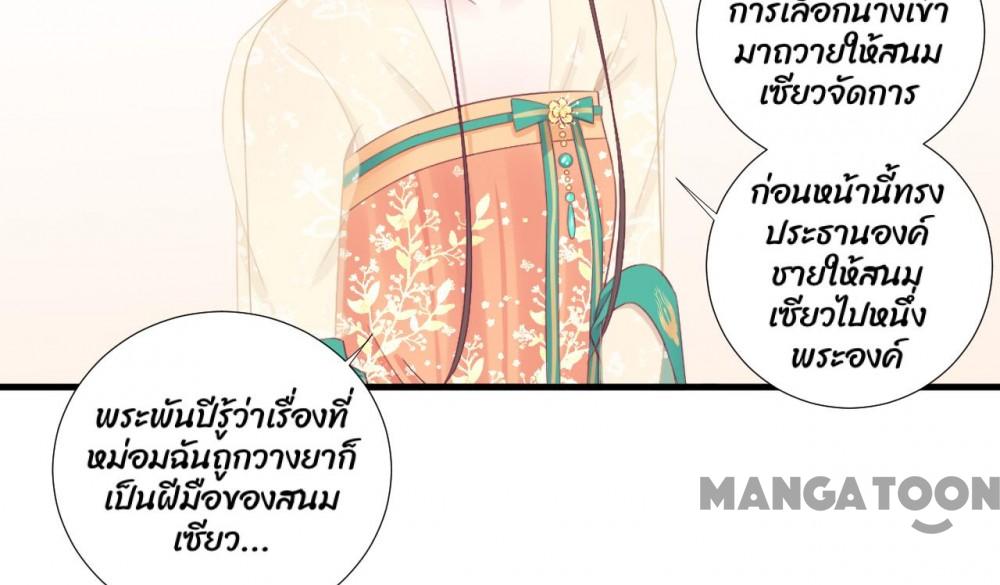 การเลือกนางเข้า
มาถวายให้สนม
เซียวจัดการ
ก่อนหน้านี้ทรง
ประธานองค์
ชายให้สนม
เซียวไปหนึ่ง
พระองค์
พระพันปีรู้ว่าเรื่องที่
หม่อมฉันถูกวางยาก็
เป็นฝีมือของสนม
เซียว...
MANGATOON